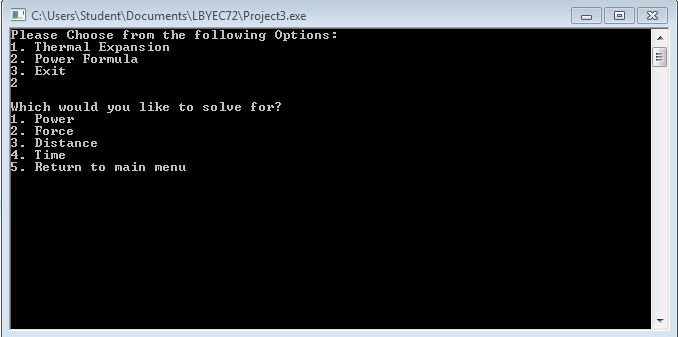 C:\Users\Student\Documents\LBYEC72\Project3.exe
Please Choose from the following Options:
1. Thermal Expansion
2. Power Formula
3. Exit
2
Which would you like to solve for?
1. Power
2. Force
3. Distance
4. Time
5. Return to main menu